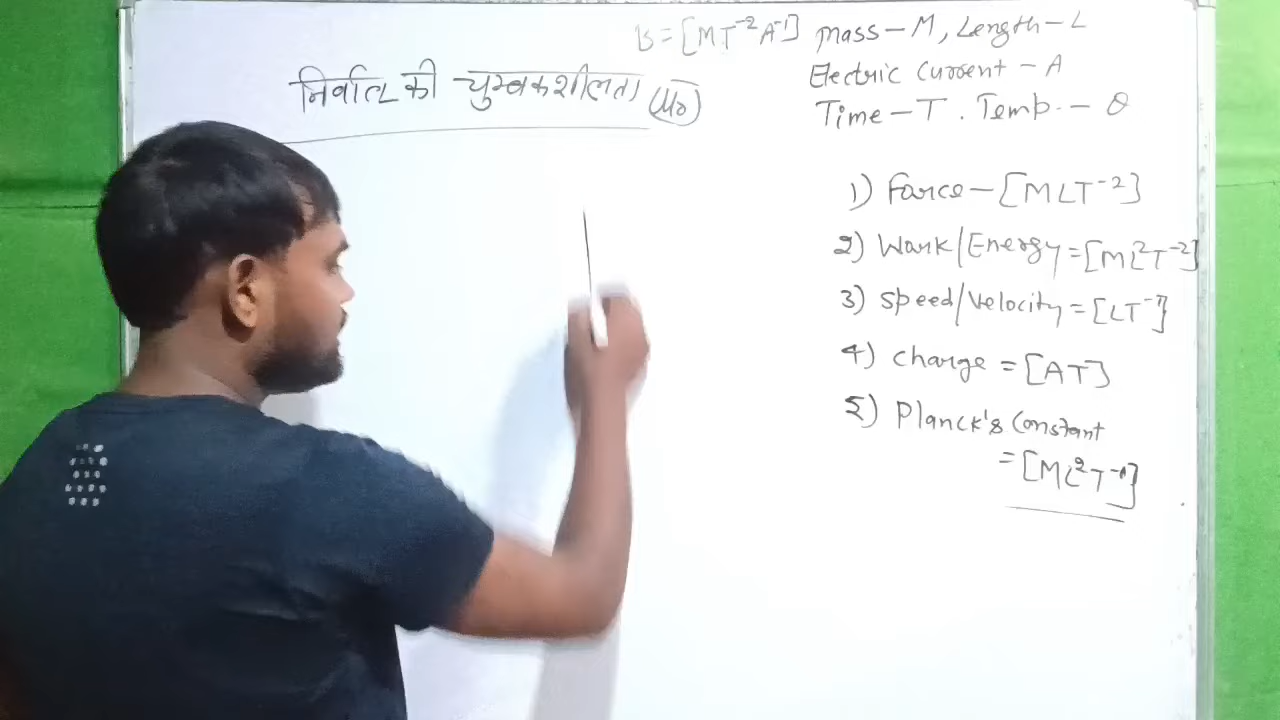 B = [MT⁻²A⁻¹]
mass - M, Length - L
Electric Current - A
Time - T . Temp. - θ
निर्वात की चुम्बकशीलता (μ₀)
1) Force - [MLT⁻²]
2) Work/Energy = [ML²T⁻²]
3) Speed/Velocity = [LT⁻¹]
4) Charge = [AT]
5) Planck's Constant
= [ML²T⁻¹]